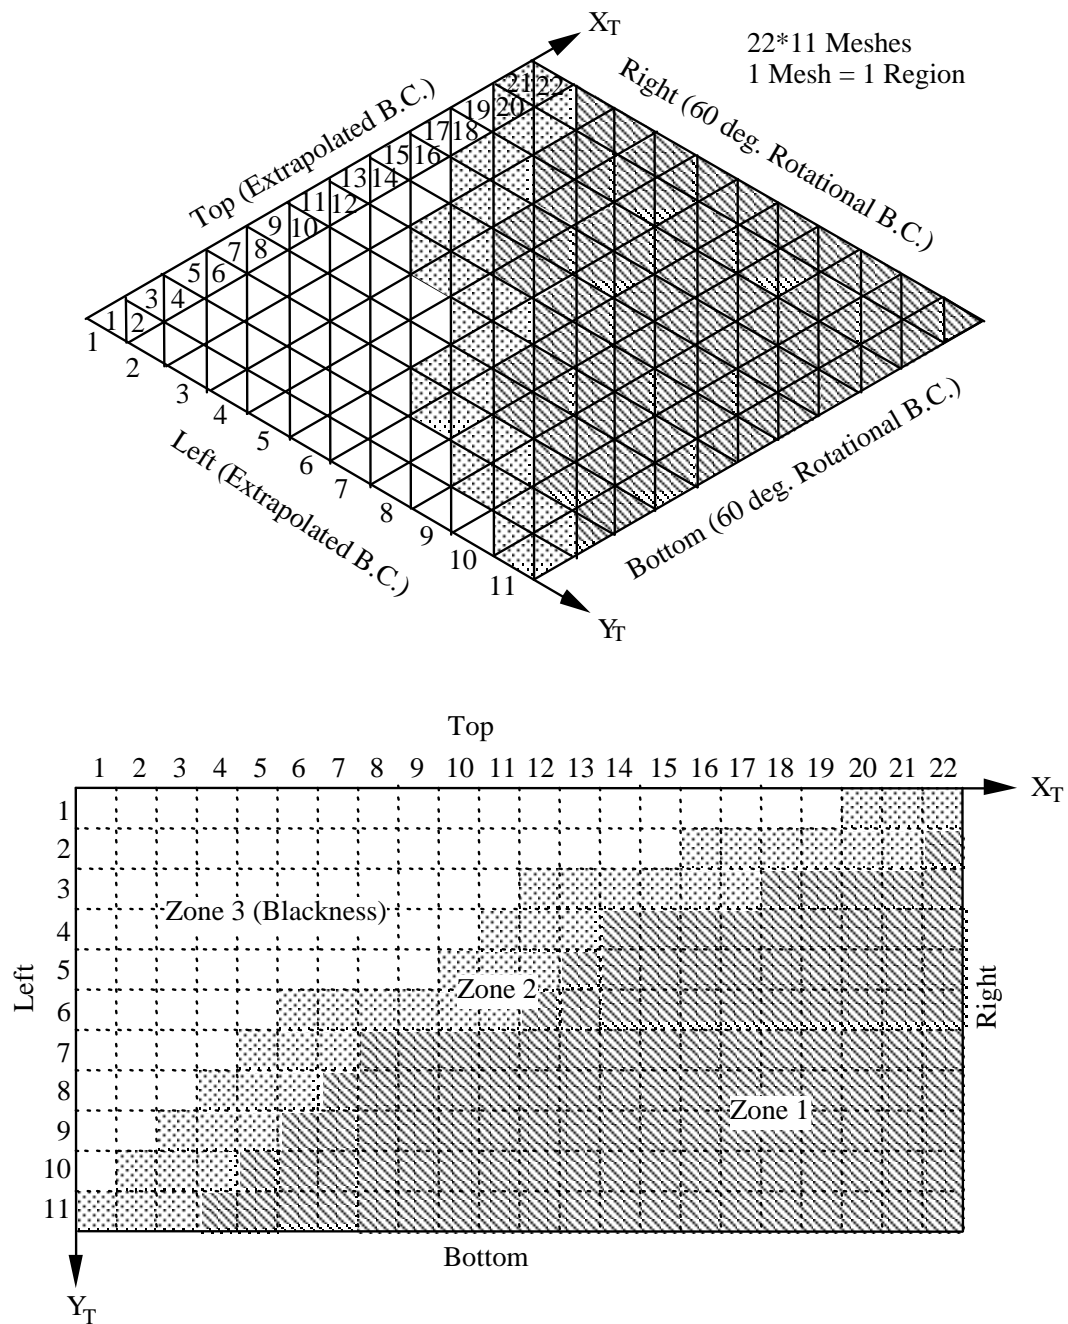 X_T
22*11 Meshes
1 Mesh = 1 Region
Top (Extrapolated B.C.)
Right (60 deg. Rotational B.C.)
1 2 3 4 5 6 7 8 9 10 11 12 13 14 15 16 17 18 19 20 21 22
1 2 3 4 5 6 7 8 9 10 11
Left (Extrapolated B.C.)
Bottom (60 deg. Rotational B.C.)
Y_T
Top
1 2 3 4 5 6 7 8 9 10 11 12 13 14 15 16 17 18 19 20 21 22
X_T
1
2
3
Zone 3 (Blackness)
4
5
Left
Zone 2
Right
6
7
8
Zone 1
9
10
11
Bottom
Y_T